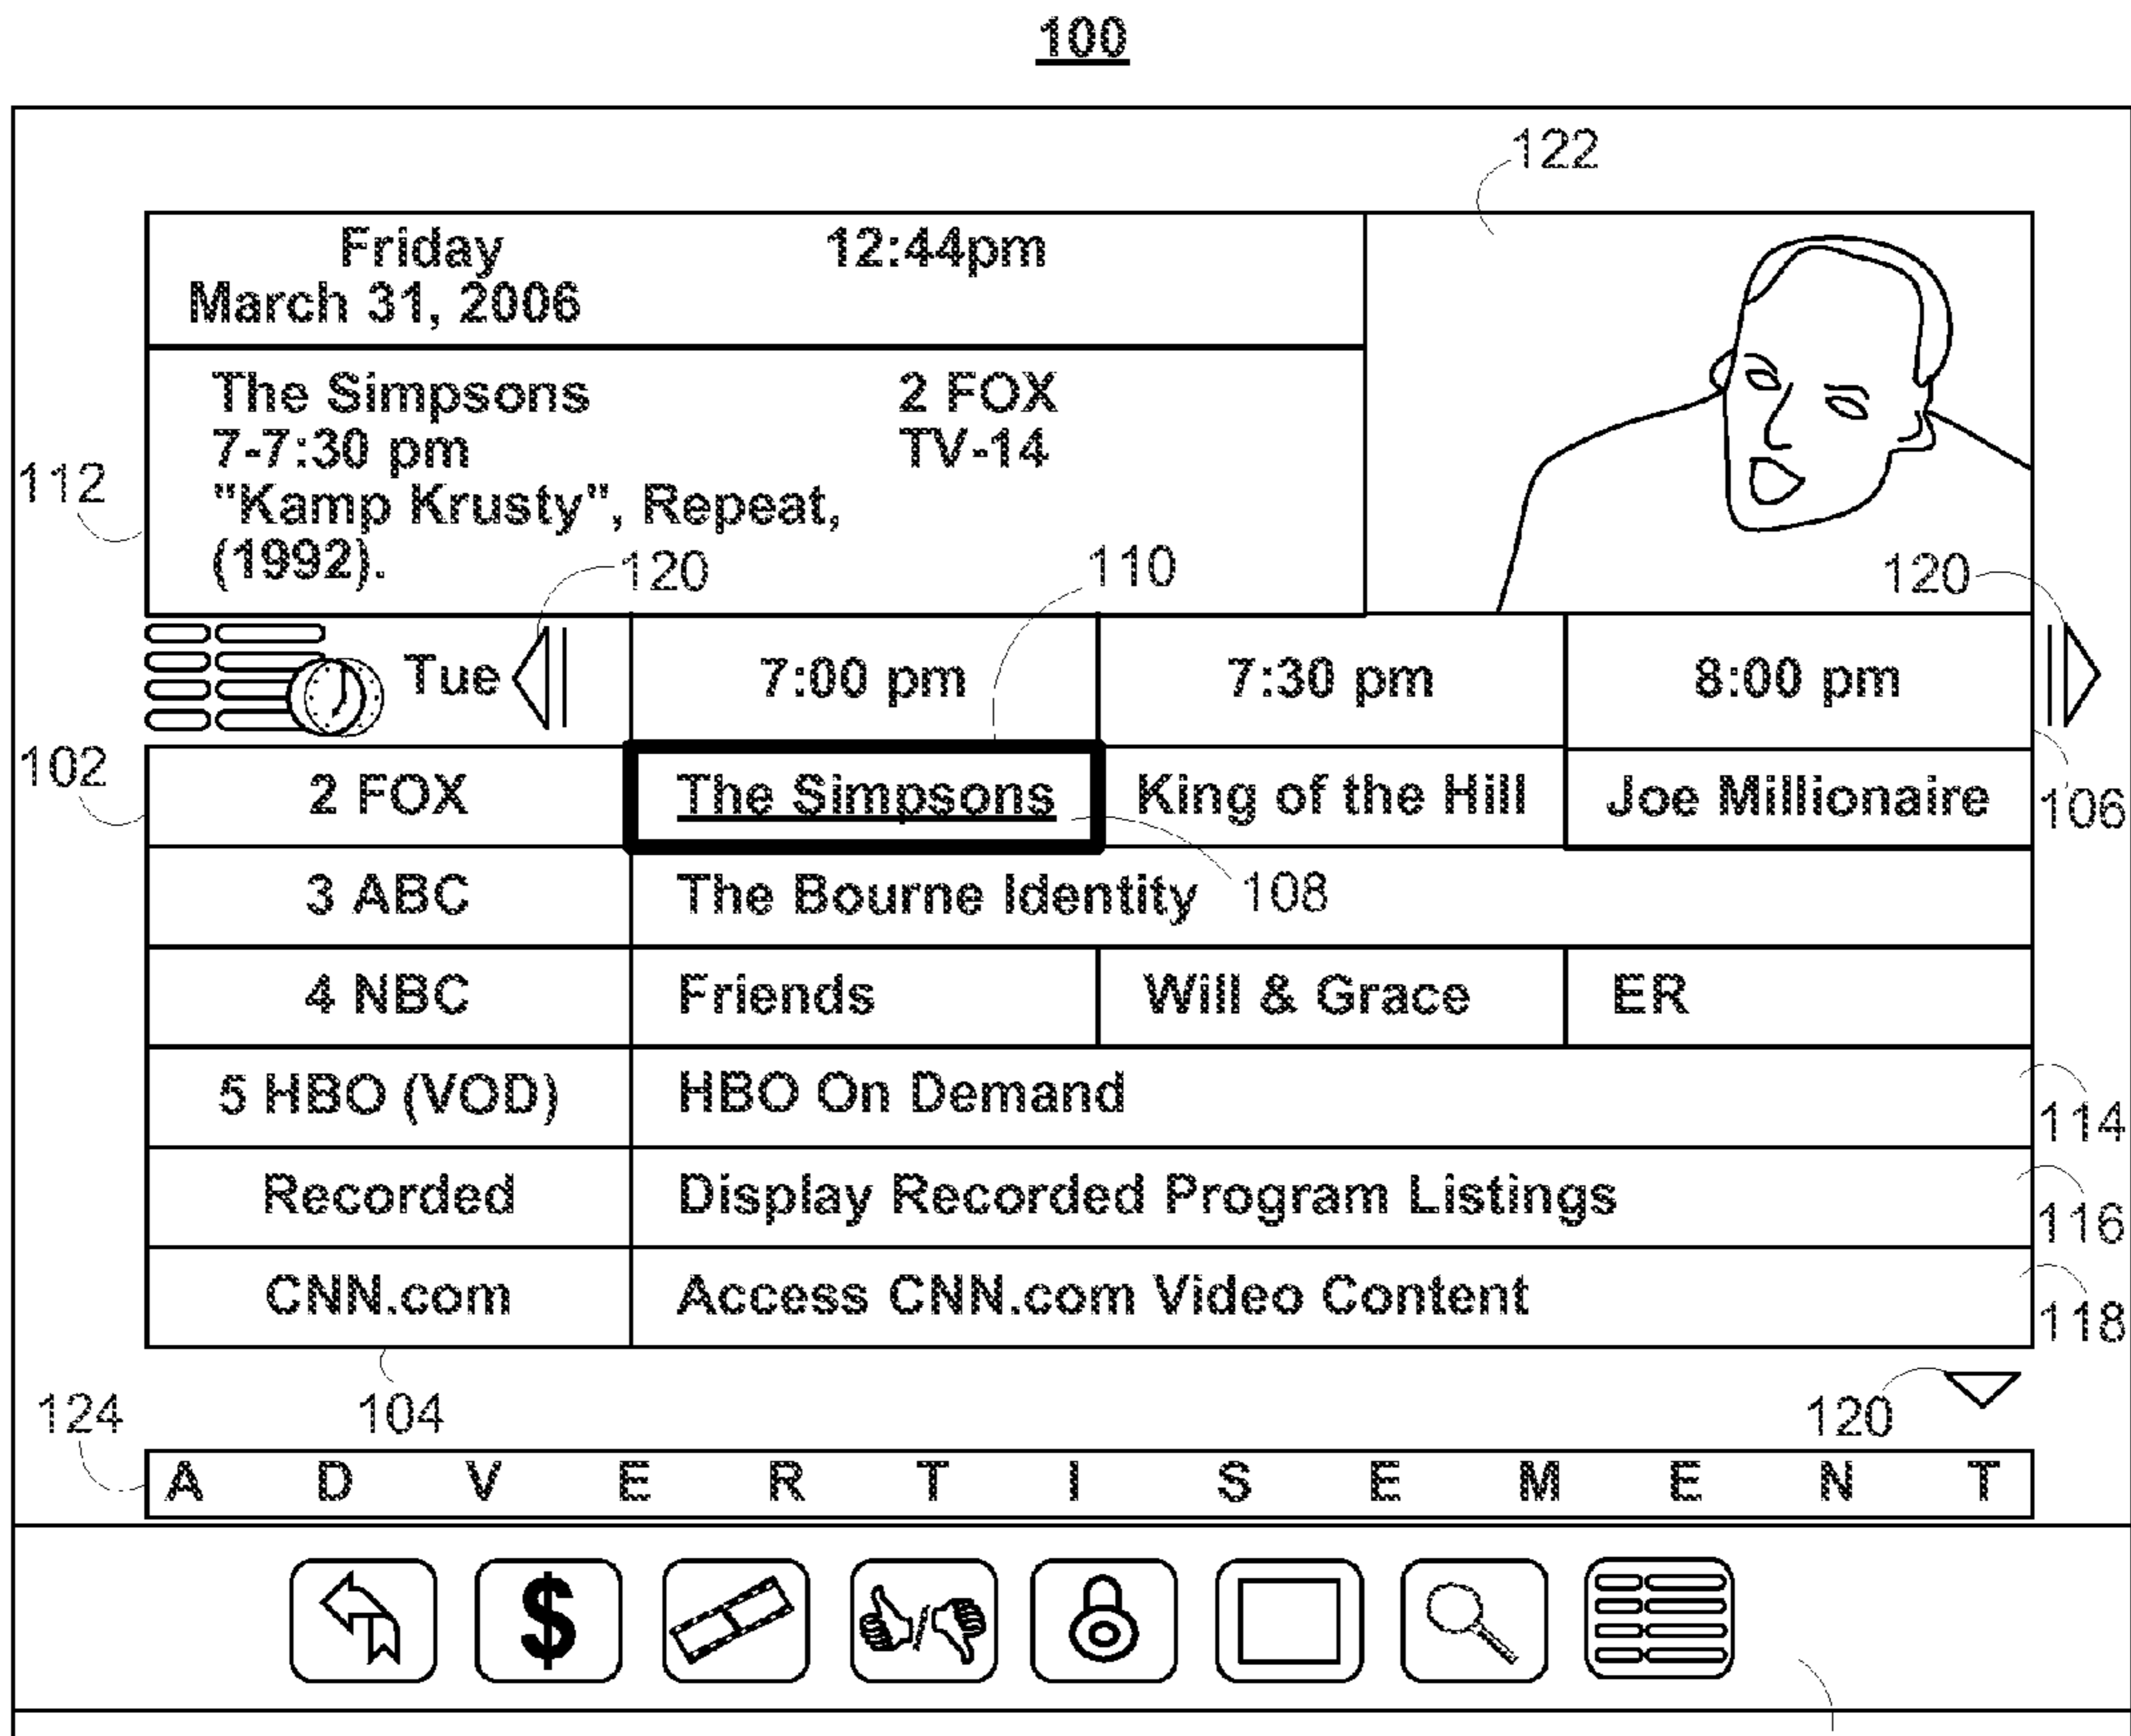 100
122
Friday 12:44pm
March 31, 2006
The Simpsons 2 FOX
7-7:30 pm TV-14
112
"Kamp Krusty", Repeat,
(1992).
120 110 120
Tue 7:00 pm 7:30 pm 8:00 pm
102
2 FOX The Simpsons King of the Hill Joe Millionaire
106
3 ABC The Bourne Identity 108
4 NBC Friends Will & Grace ER
5 HBO (VOD) HBO On Demand
114
Recorded Display Recorded Program Listings
116
CNN.com Access CNN.com Video Content
118
124 104 120
A D V E R T I S E M E N T
$ /